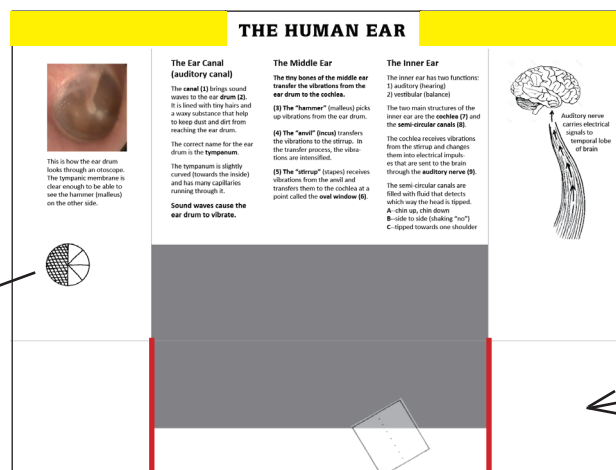 THE HUMAN EAR
This is how the ear drum
looks through an otoscope.
The tympanic membrane is
clear enough to be able to
see the hammer (malleus)
on the other side.
The Ear Canal
(auditory canal)
The canal (1) brings sound
waves to the ear drum (2).
It is lined with tiny hairs and
a waxy substance that help
to keep dust and dirt from
reaching the ear drum.
The correct name for the ear
drum is the tympanum.
The tympanum is slightly
curved (towards the inside)
and has many capillaries
running through it.
Sound waves cause the
ear drum to vibrate.
The Middle Ear
The tiny bones of the middle ear
transfer the vibrations from the
ear drum to the cochlea.
(3) The "hammer" (malleus) picks
up vibrations from the ear drum.
(4) The "anvil" (incus) transfers
the vibrations to the stirrup. In
the transfer process, the vibra-
tions are intensified.
(5) The "stirrup" (stapes) receives
vibrations from the anvil and
transfers them to the cochlea at a
point called the oval window (6).
The Inner Ear
The inner ear has two functions:
1) auditory (hearing)
2) vestibular (balance)
The two main structures of the
inner ear are the cochlea (7) and
the semi-circular canals (8).
The cochlea receives vibrations
from the stirrup and changes
them into electrical impuls-
es that are sent to the brain
through the auditory nerve (9).
The semi-circular canals are
filled with fluid that detects
which way the head is tipped.
A--chin up, chin down
B--side to side (shaking "no")
C--tipped towards one shoulder
Auditory nerve
carries electrical
signals to
temporal lobe
of brain